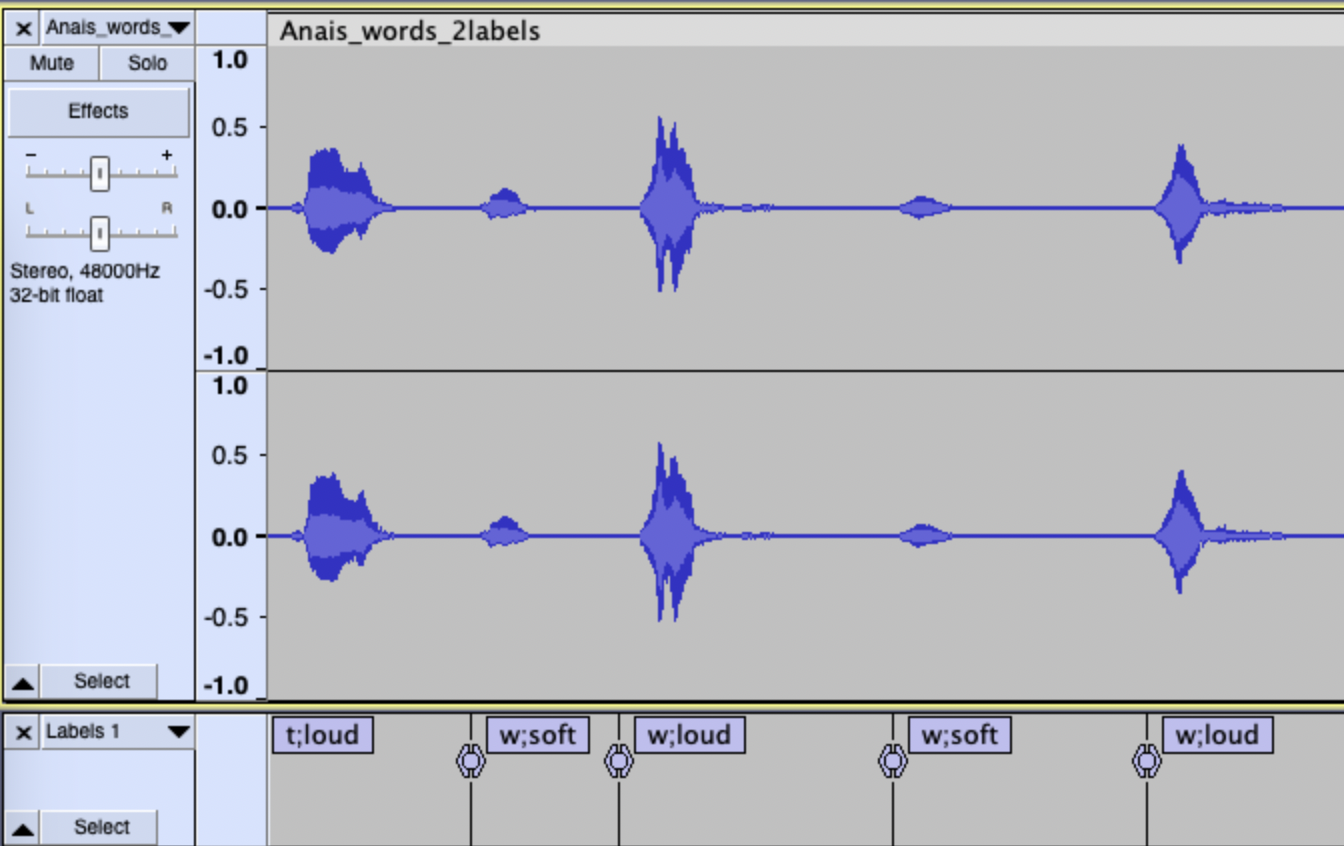 Anais_words_
Anais_words_2labels
Mute
Solo
Effects
-
+
L
R
Stereo, 48000Hz
32-bit float
Select
1.0
0.5
0.0
-0.5
-1.0
1.0
0.5
0.0
-0.5
-1.0
Labels 1
Select
t;loud
w;soft
w;loud
w;soft
w;loud